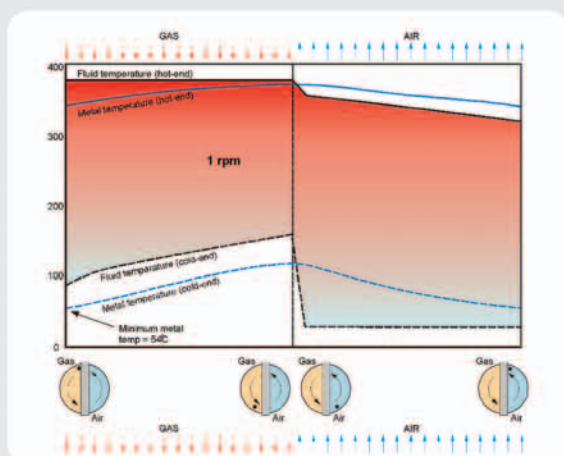 GAS AIR
400
Fluid temperature (hot-end)
Metal temperature (hot-end)
300
1 rpm
200
Fluid temperature (cold-end)
100
Metal temperature (cold-end)
Minimum metal
temp = 54C
0
Gas Gas Gas Gas
Air Air Air Air
GAS AIR